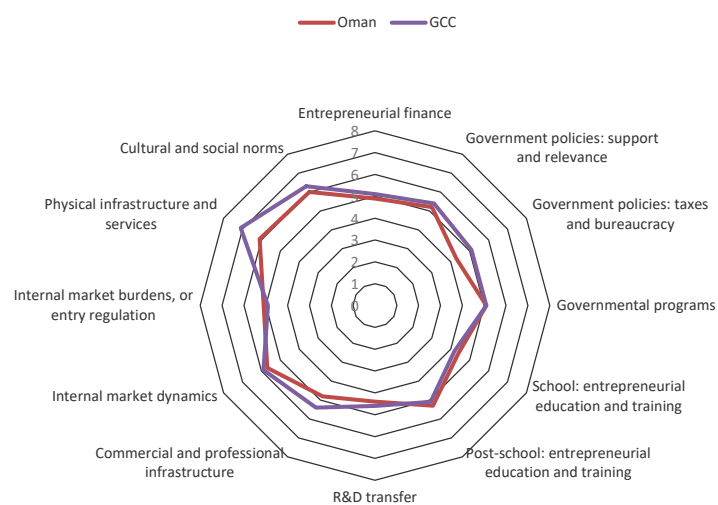 Oman
GCC
Entrepreneurial finance
Government policies: support
and relevance
Government policies: taxes
and bureaucracy
Governmental programs
School: entrepreneurial
education and training
Post-school: entrepreneurial
education and training
R&D transfer
Commercial and professional
infrastructure
Internal market dynamics
Internal market burdens, or
entry regulation
Physical infrastructure and
services
Cultural and social norms
8
7
6
4
3
2
1
0